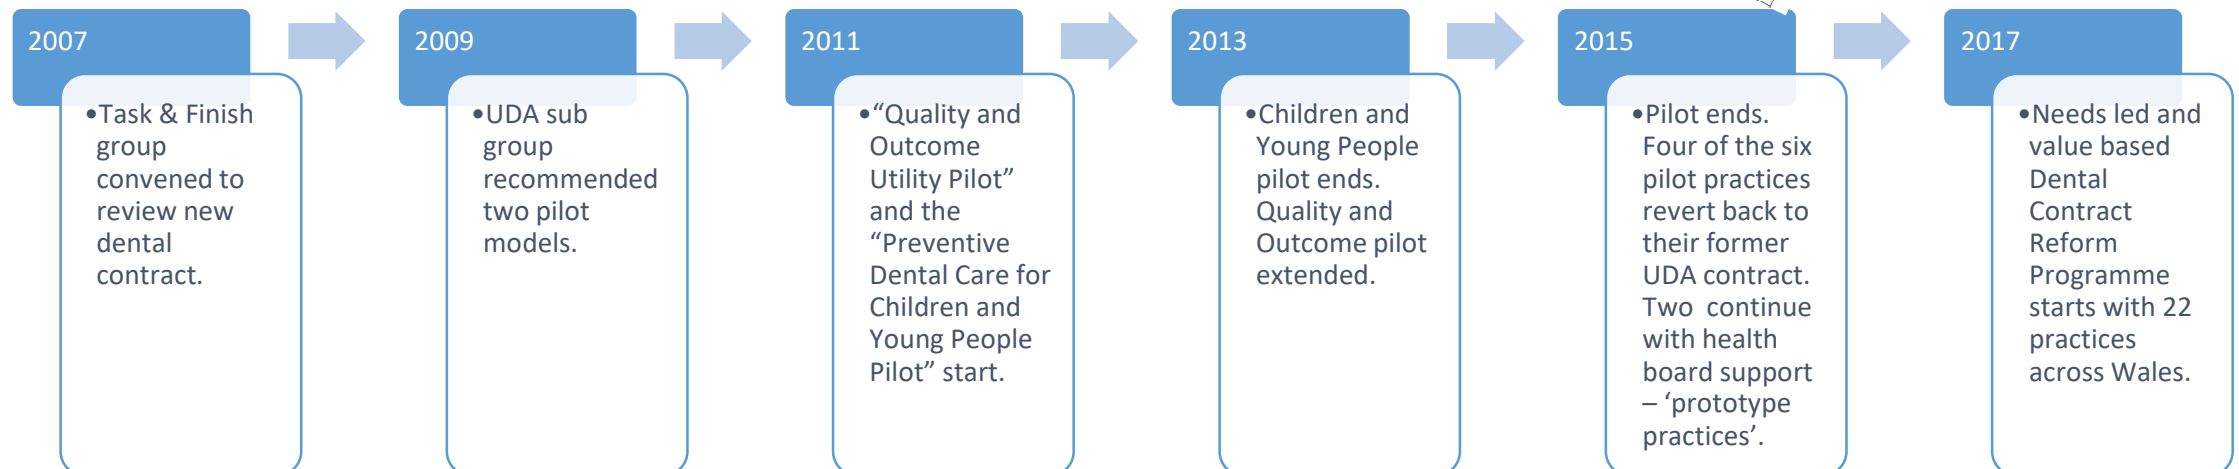 2007
•Task & Finish
group
convened to
review new
dental
contract.
2009
•UDA sub
group
recommended
two pilot
models.
2011
•“Quality and
Outcome
Utility Pilot”
and the
“Preventive
Dental Care for
Children and
Young People
Pilot” start.
2013
•Children and
Young People
pilot ends.
Quality and
Outcome pilot
extended.
2015
•Pilot ends.
Four of the six
pilot practices
revert back to
their former
UDA contract.
Two continue
with health
board support
– ‘prototype
practices’.
2017
•Needs led and
value based
Dental
Contract
Reform
Programme
starts with 22
practices
across Wales.